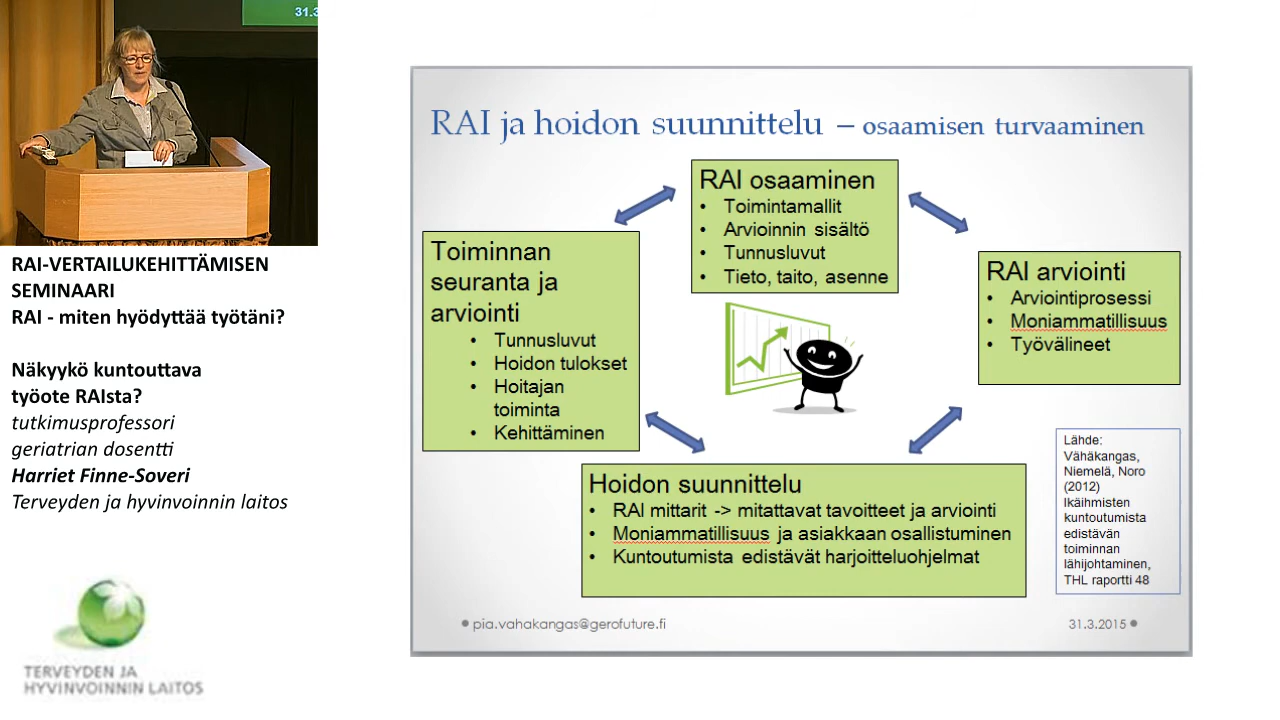 31.3
RAI-VERTAILUKEHITTÄMISEN
SEMINAARI
RAI - miten hyödyttää työtäni?
Näkyykö kuntouttava
työote RAIsta?
tutkimusprofessori
geriatrian dosentti
Harriet Finne-Soveri
Terveyden ja hyvinvoinnin laitos
TERVEYDEN JA
HYVINVOINNIN LAITOS
RAI ja hoidon suunnittelu – osaamisen turvaaminen
RAI osaaminen
• Toimintamallit
• Arvioinnin sisältö
• Tunnusluvut
• Tieto, taito, asenne
Toiminnan
seuranta ja
arviointi
• Tunnusluvut
• Hoidon tulokset
• Hoitajan
toiminta
• Kehittäminen
RAI arviointi
• Arviointiprosessi
• Moniammatillisuus
• Työvälineet
Hoidon suunnittelu
• RAI mittarit -> mitattavat tavoitteet ja arviointi
• Moniammatillisuus ja asiakkaan osallistuminen
• Kuntoutumista edistävät harjoitteluohjelmat
Lähde:
Vähäkangas,
Niemelä, Noro
(2012)
Ikäihmisten
kuntoutumista
edistävän
toiminnan
lähijohtaminen,
THL raportti 48
• pia.vahakangas@gerofuture.fi
31.3.2015 •